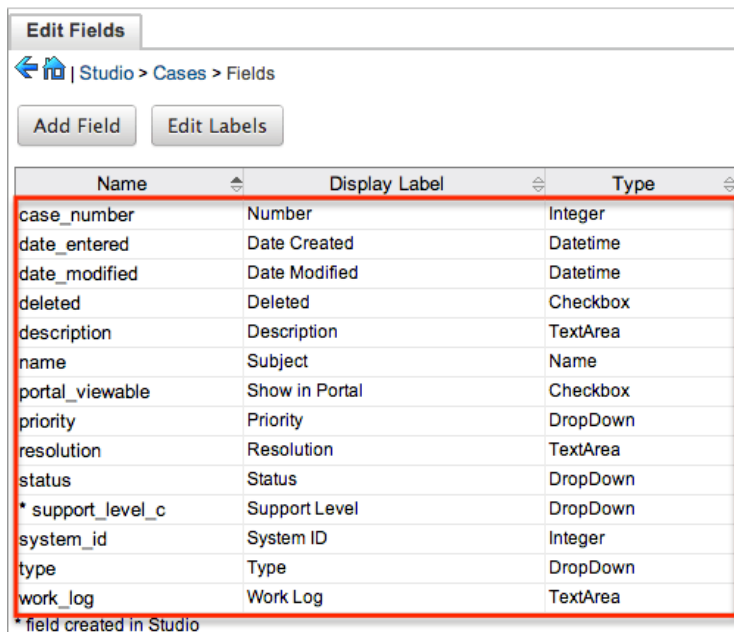 Edit Fields
| Studio > Cases > Fields
Add Field Edit Labels
Name Display Label Type
case_number Number Integer
date_entered Date Created Datetime
date_modified Date Modified Datetime
deleted Deleted Checkbox
description Description TextArea
name Subject Name
portal_viewable Show in Portal Checkbox
priority Priority DropDown
resolution Resolution TextArea
status Status DropDown
* support_level_c Support Level DropDown
system_id System ID Integer
type Type DropDown
work_log Work Log TextArea
* field created in Studio